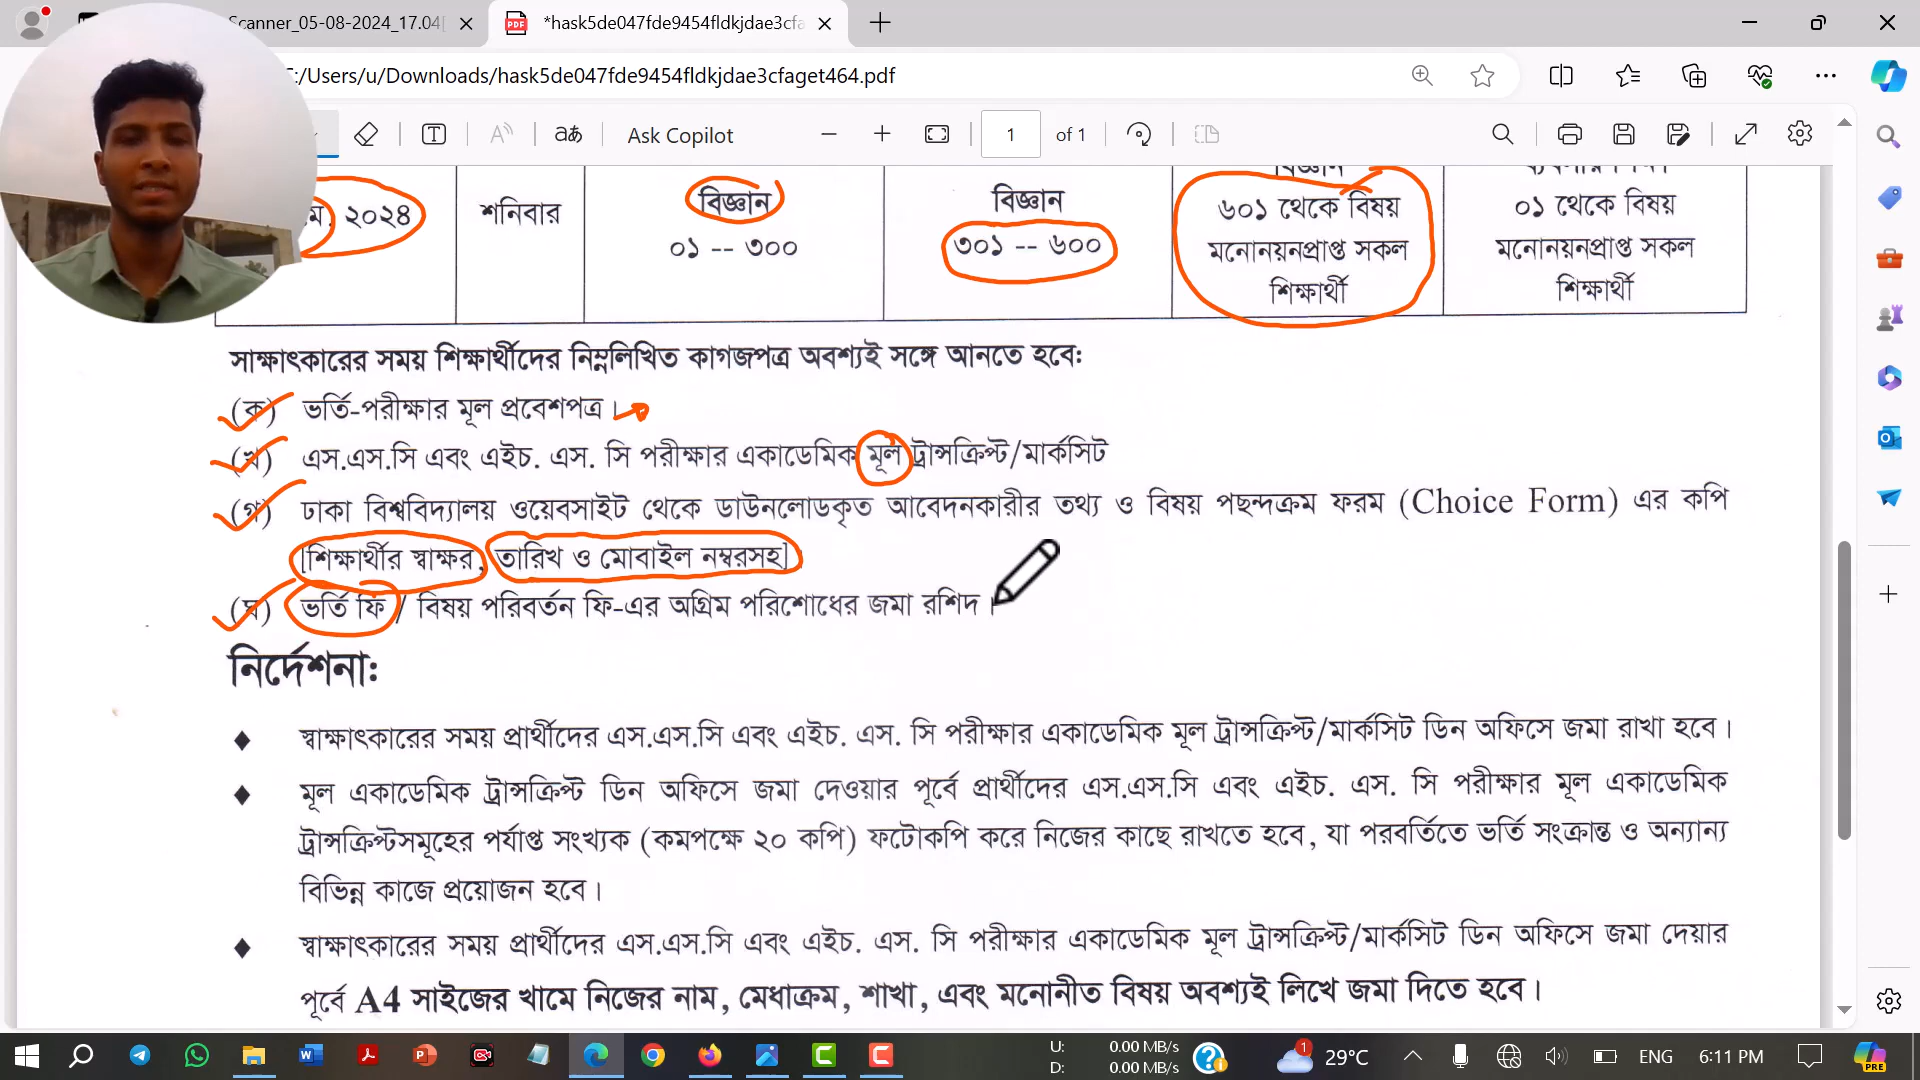 Scanner_05-08-2024_17.04
*hask5de047fde9454fldkjdae3cfa
:/Users/u/Downloads/hask5de047fde9454fldkjdae3cfaget464.pdf
Ask Copilot
1 of 1
২০২৪
শনিবার
বিজ্ঞান
০১ -- ৩০০
বিজ্ঞান
৩০১ -- ৬০০
বিজ্ঞান
৬০১ থেকে বিষয়
মনোনয়নপ্রাপ্ত সকল
শিক্ষার্থী
০১ থেকে বিষয়
মনোনয়নপ্রাপ্ত সকল
শিক্ষার্থী
সাক্ষাৎকারের সময় শিক্ষার্থীদের নিম্নলিখিত কাগজপত্র অবশ্যই সঙ্গে আনতে হবে:
(ক) ভর্তি-পরীক্ষার মূল প্রবেশপত্র।
(খ) এস.এস.সি এবং এইচ. এস. সি পরীক্ষার একাডেমিক মূল ট্রান্সক্রিপ্ট/মার্কসিট
(গ) ঢাকা বিশ্ববিদ্যালয় ওয়েবসাইট থেকে ডাউনলোডকৃত আবেদনকারীর তথ্য ও বিষয় পছন্দক্রম ফরম (Choice Form) এর কপি
[শিক্ষার্থীর স্বাক্ষর, তারিখ ও মোবাইল নম্বরসহ]
(ঘ) ভর্তি ফি / বিষয় পরিবর্তন ফি-এর অগ্রিম পরিশোধের জমা রশিদ।
নির্দেশনা:
♦ স্বাক্ষাৎকারের সময় প্রার্থীদের এস.এস.সি এবং এইচ. এস. সি পরীক্ষার একাডেমিক মূল ট্রান্সক্রিপ্ট/মার্কসিট ডিন অফিসে জমা রাখা হবে।
♦ মূল একাডেমিক ট্রান্সক্রিপ্ট ডিন অফিসে জমা দেওয়ার পূর্বে প্রার্থীদের এস.এস.সি এবং এইচ. এস. সি পরীক্ষার মূল একাডেমিক
ট্রান্সক্রিপ্টসমূহের পর্যাপ্ত সংখ্যক (কমপক্ষে ২০ কপি) ফটোকপি করে নিজের কাছে রাখতে হবে, যা পরবর্তিতে ভর্তি সংক্রান্ত ও অন্যান্য
বিভিন্ন কাজে প্রয়োজন হবে।
♦ স্বাক্ষাৎকারের সময় প্রার্থীদের এস.এস.সি এবং এইচ. এস. সি পরীক্ষার একাডেমিক মূল ট্রান্সক্রিপ্ট/মার্কসিট ডিন অফিসে জমা দেয়ার
পূর্বে A4 সাইজের খামে নিজের নাম, মেধাক্রম, শাখা, এবং মনোনীত বিষয় অবশ্যই লিখে জমা দিতে হবে।
U: 0.00 MB/s
D: 0.00 MB/s
1
29°C
ENG
6:11 PM
PRE